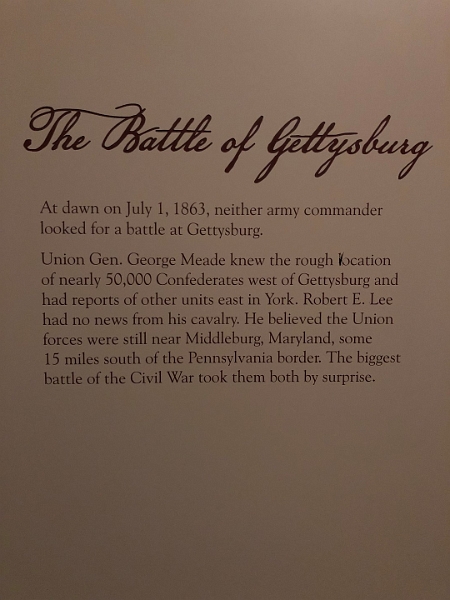 The Battle of Gettysburg
At dawn on July 1, 1863, neither army commander
looked for a battle at Gettysburg.
Union Gen. George Meade knew the rough location
of nearly 50,000 Confederates west of Gettysburg and
had reports of other units east in York. Robert E. Lee
had no news from his cavalry. He believed the Union
forces were still near Middleburg, Maryland, some
15 miles south of the Pennsylvania border. The biggest
battle of the Civil War took them both by surprise.